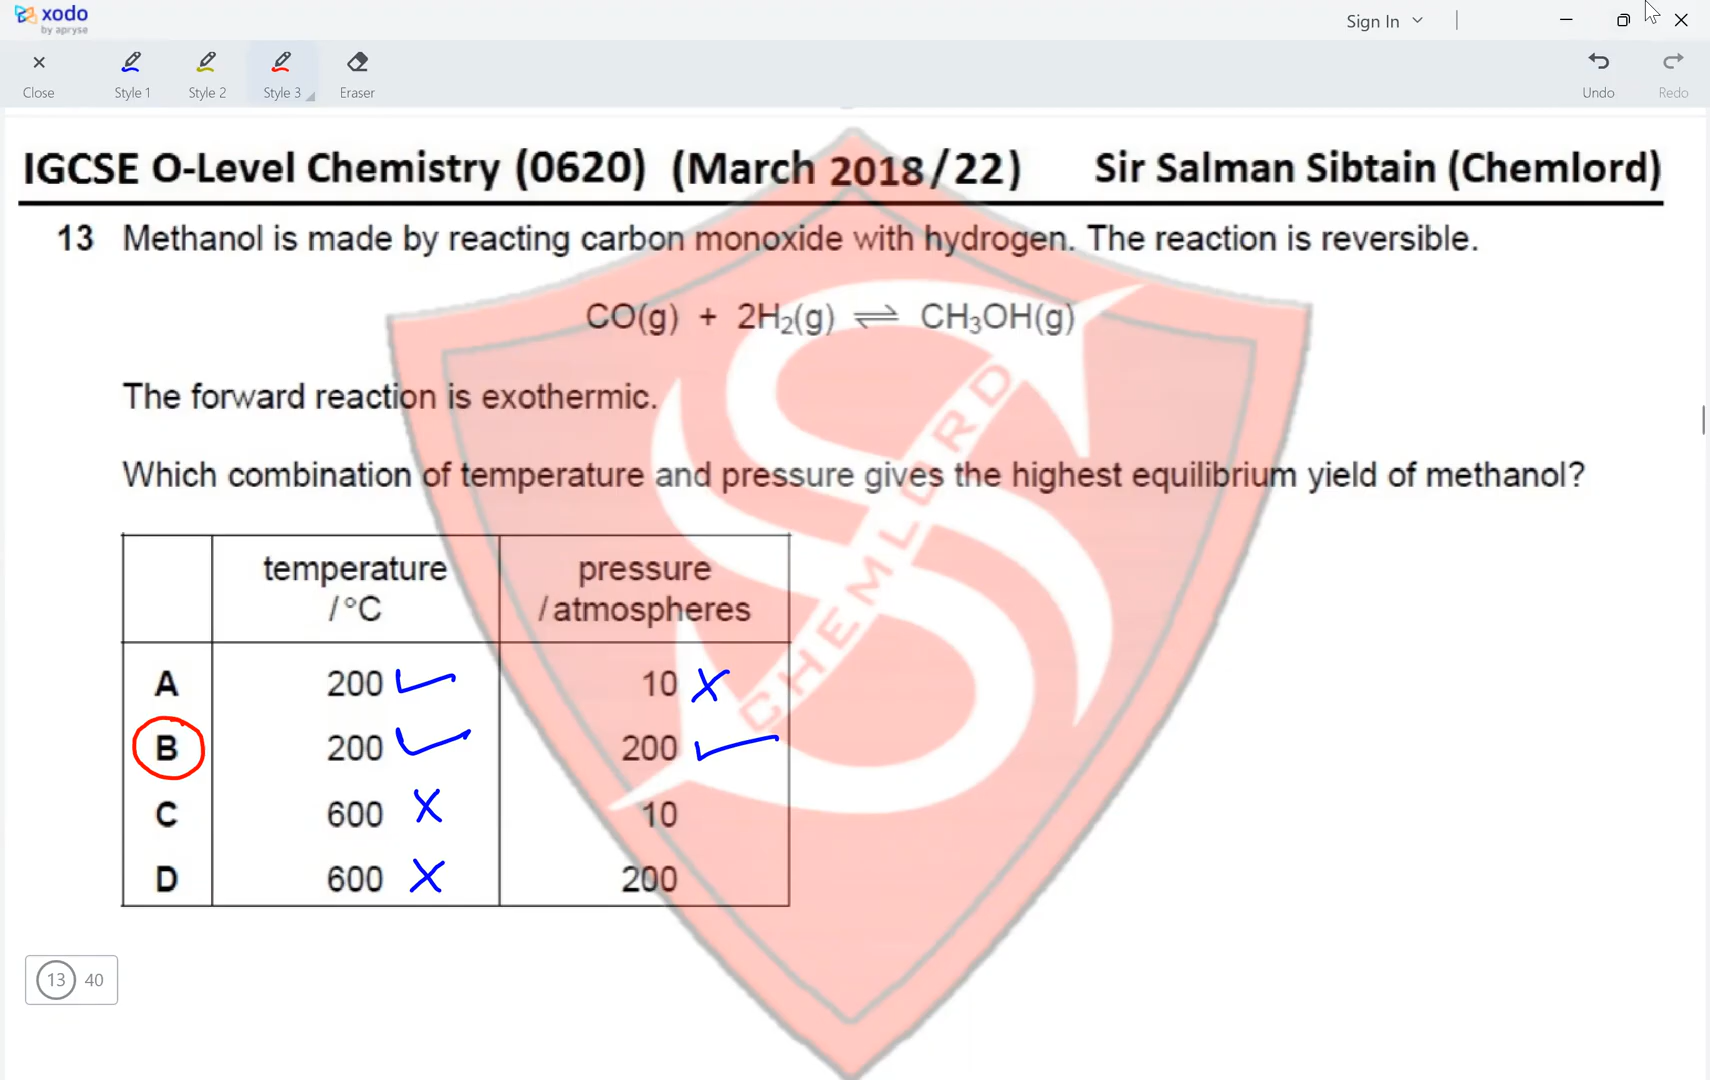 xodo
by apryse
Sign In
Close
Style 1
Style 2
Style 3
Eraser
Undo
Redo
IGCSE O-Level Chemistry (0620) (March 2018/22) Sir Salman Sibtain (Chemlord)
13 Methanol is made by reacting carbon monoxide with hydrogen. The reaction is reversible.
CO(g) + 2H₂(g) ⇌ CH₃OH(g)
The forward reaction is exothermic.
Which combination of temperature and pressure gives the highest equilibrium yield of methanol?
temperature /°C
pressure /atmospheres
A 200 ✓ 10 ✗
B 200 ✓ 200 ✓
C 600 ✗ 10
D 600 ✗ 200
CHEMLORD
13 40